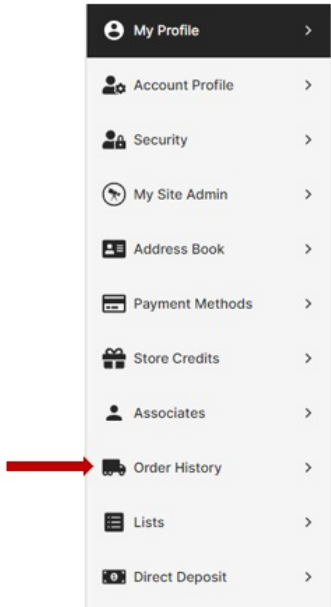 My Profile
Account Profile
Security
My Site Admin
Address Book
Payment Methods
Store Credits
Associates
Order History
Lists
Direct Deposit